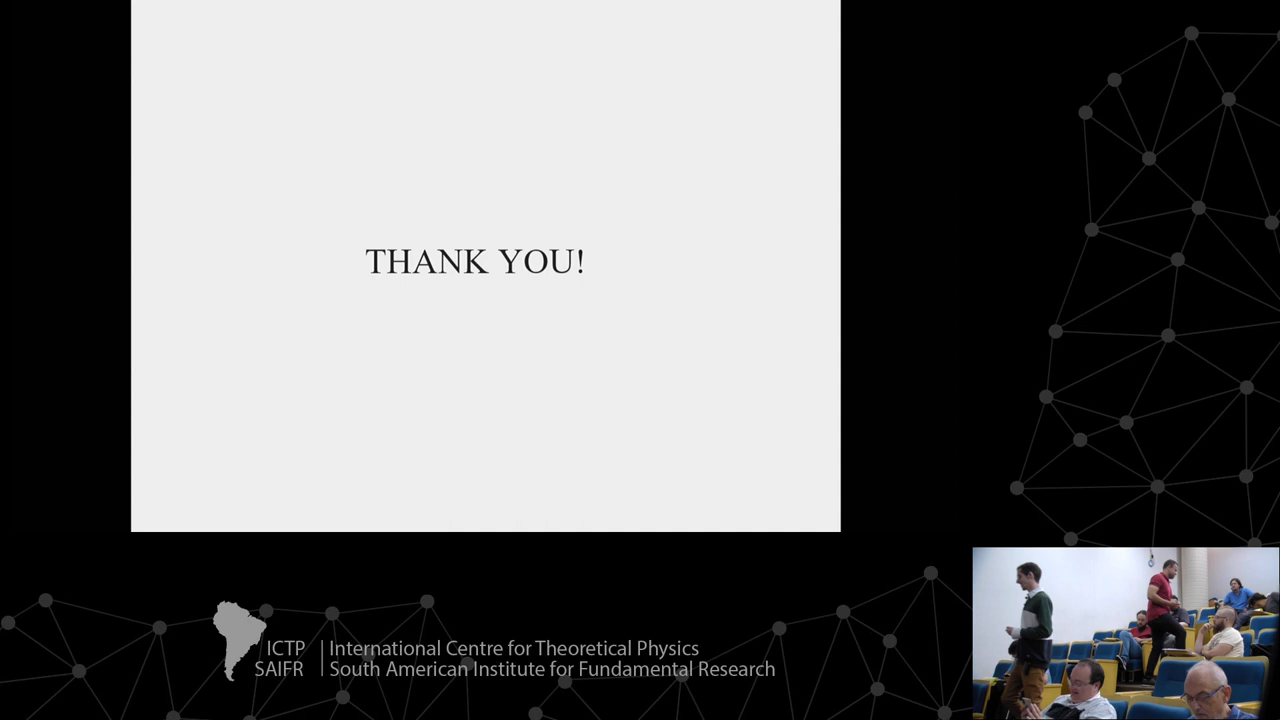 THANK YOU!
ICTP
SAIFR
International Centre for Theoretical Physics
South American Institute for Fundamental Research